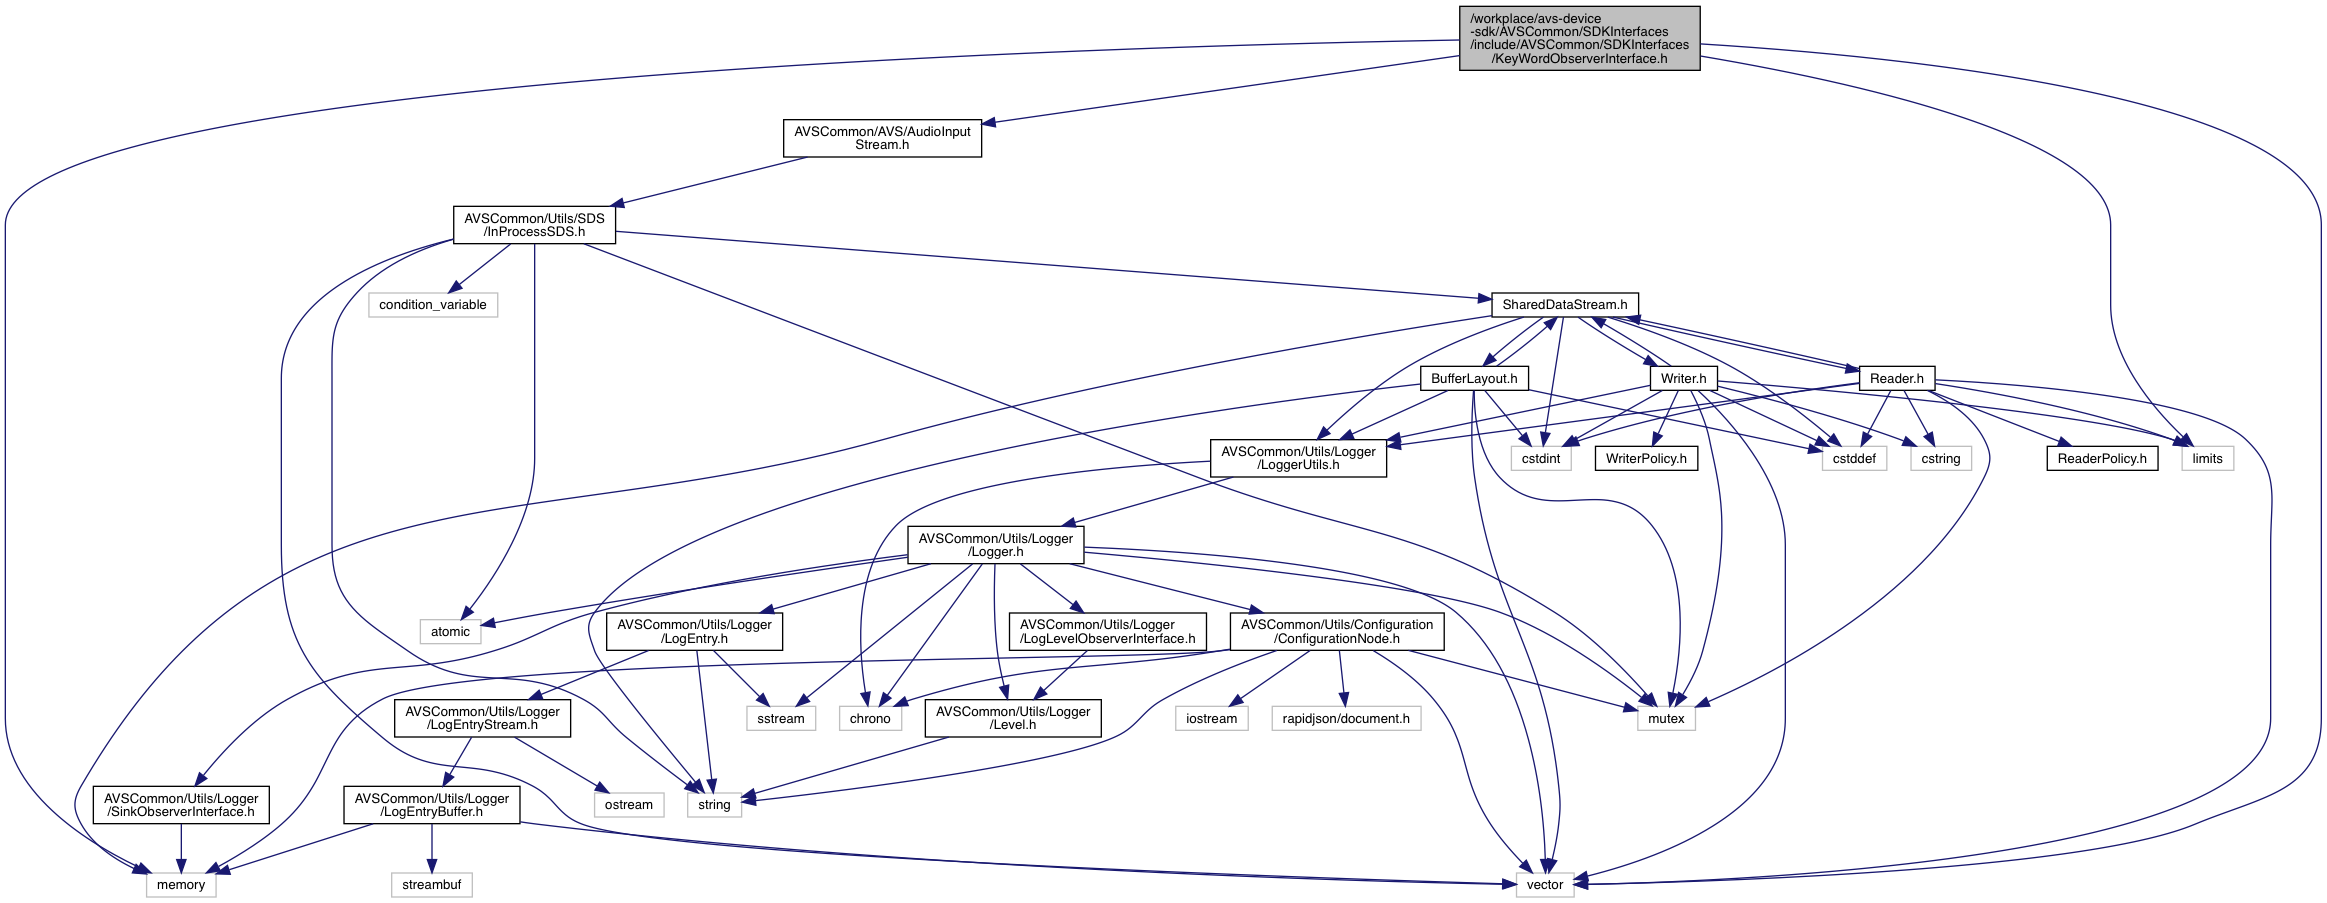 /workplace/avs-device
-sdk/AVSCommon/SDKInterfaces
/include/AVSCommon/SDKInterfaces
/KeyWordObserverInterface.h
AVSCommon/AVS/AudioInput
Stream.h
AVSCommon/Utils/SDS
/InProcessSDS.h
condition_variable
SharedDataStream.h
BufferLayout.h
Writer.h
Reader.h
AVSCommon/Utils/Logger
/LoggerUtils.h
cstdint
WriterPolicy.h
cstddef
cstring
ReaderPolicy.h
limits
AVSCommon/Utils/Logger
/Logger.h
atomic
AVSCommon/Utils/Logger
/LogEntry.h
AVSCommon/Utils/Logger
/LogLevelObserverInterface.h
AVSCommon/Utils/Configuration
/ConfigurationNode.h
AVSCommon/Utils/Logger
/LogEntryStream.h
sstream
chrono
AVSCommon/Utils/Logger
/Level.h
iostream
rapidjson/document.h
mutex
AVSCommon/Utils/Logger
/SinkObserverInterface.h
AVSCommon/Utils/Logger
/LogEntryBuffer.h
ostream
string
memory
streambuf
vector